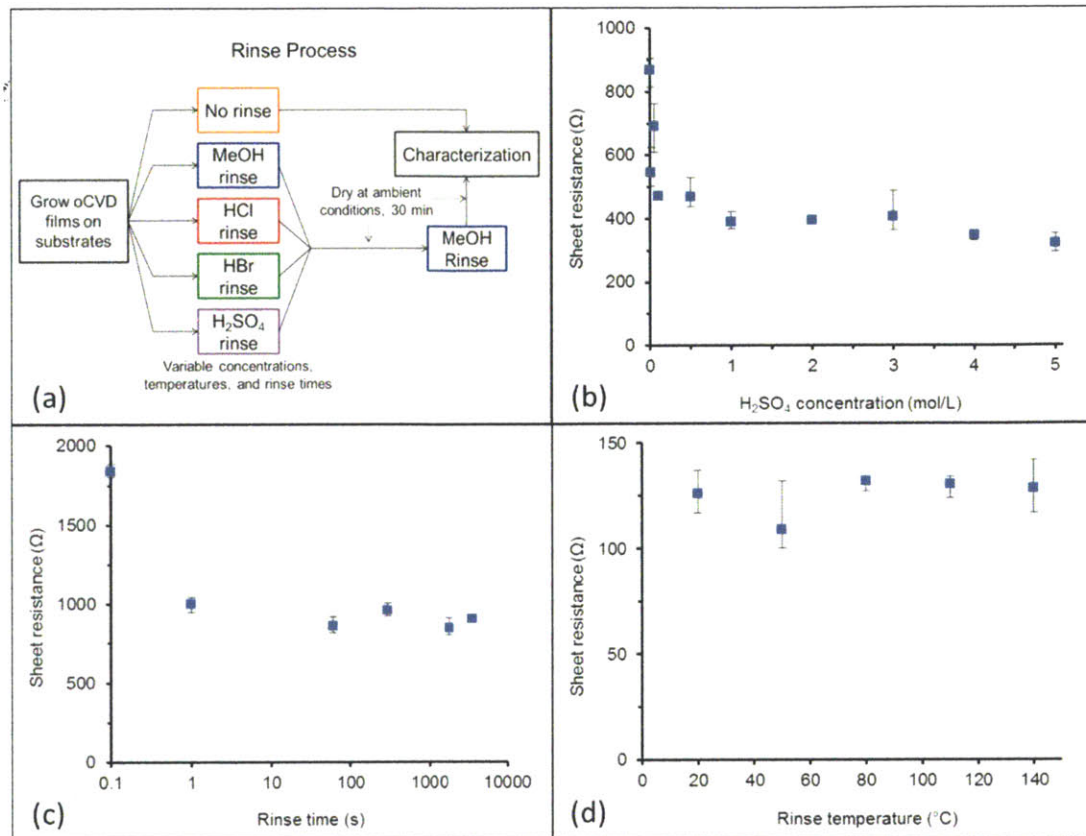 Rinse Process
No rinse
MeOH
rinse
HCl
rinse
HBr
rinse
H₂SO₄
rinse
Grow oCVD
films on
substrates
Characterization
Dry at ambient
conditions, 30 min
MeOH
Rinse
Variable concentrations,
temperatures, and rinse times
(a)
Sheet resistance (Ω)
1000
800
600
400
200
0
0 1 2 3 4 5
H₂SO₄ concentration (mol/L)
(b)
Sheet resistance (Ω)
2000
1500
1000
500
0
0.1 1 10 100 1000 10000
Rinse time (s)
(c)
Sheet resistance (Ω)
150
100
50
0
0 20 40 60 80 100 120 140
Rinse temperature (°C)
(d)